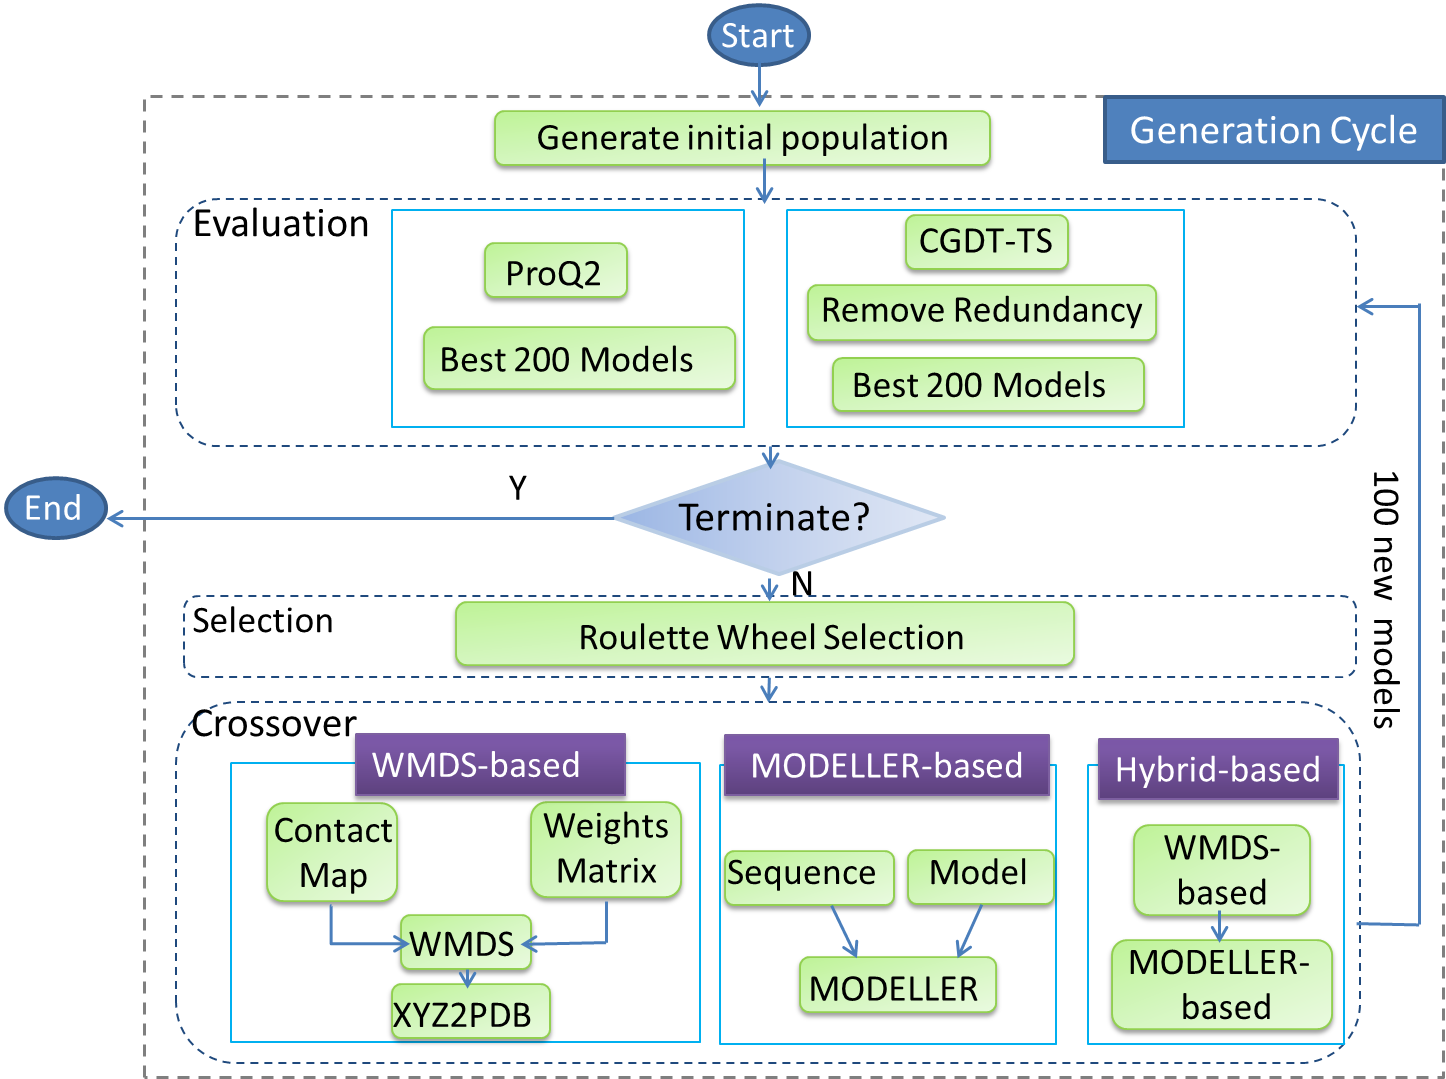 Start
Generation Cycle
Generate initial population
Evaluation
ProQ2
Best 200 Models
CGDT-TS
Remove Redundancy
Best 200 Models
Y
End
Terminate?
N
100 new models
Selection
Roulette Wheel Selection
Crossover
WMDS-based
Contact
Map
Weights
Matrix
WMDS
XYZ2PDB
MODELLER-based
Sequence
Model
MODELLER
Hybrid-based
WMDS-
based
MODELLER-
based